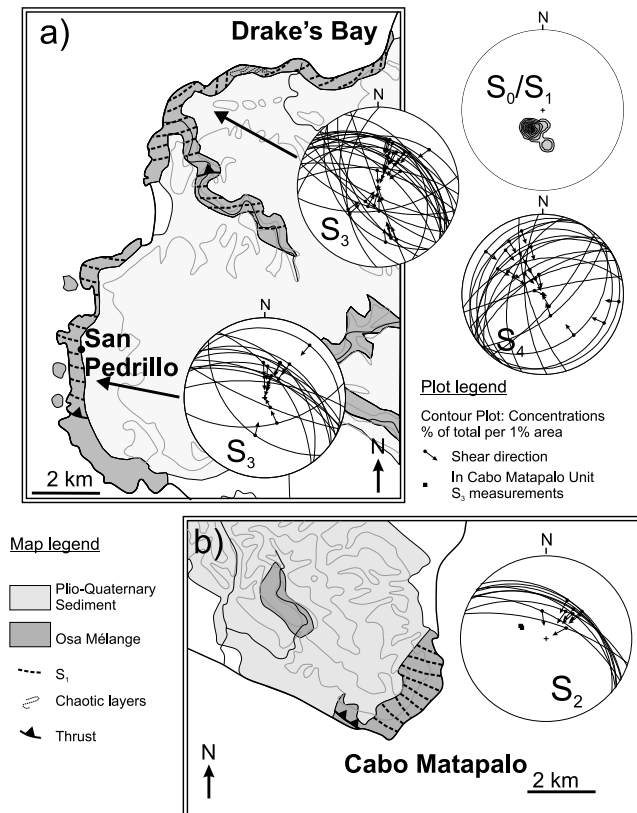 a)
Drake's Bay
N
S3
San
Pedrillo
N
S3
2 km
N
N
S0/S1
N
S4
Plot legend
Contour Plot: Concentrations
% of total per 1% area
Shear direction
In Cabo Matapalo Unit
S3 measurements
Map legend
Plio-Quaternary
Sediment
Osa Mélange
S1
Chaotic layers
Thrust
b)
N
S2
N
Cabo Matapalo
2 km